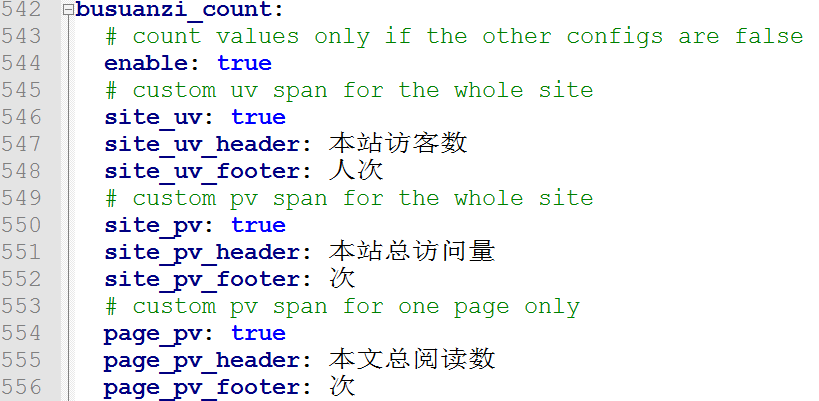 542 busuanzi_count:
543 # count values only if the other configs are false
544 enable: true
545 # custom uv span for the whole site
546 site_uv: true
547 site_uv_header: 本站访客数
548 site_uv_footer: 人次
549 # custom pv span for the whole site
550 site_pv: true
551 site_pv_header: 本站总访问量
552 site_pv_footer: 次
553 # custom pv span for one page only
554 page_pv: true
555 page_pv_header: 本文总阅读数
556 page_pv_footer: 次